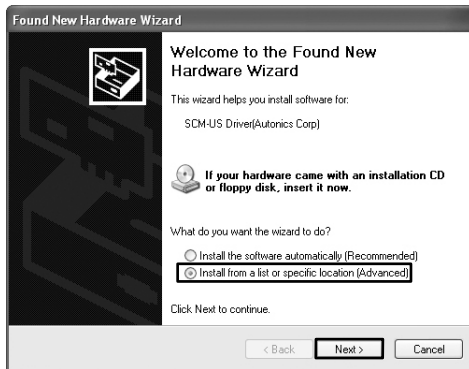 Found New Hardware Wizard
Welcome to the Found New
Hardware Wizard
This wizard helps you install software for:
SCM-US Driver(Autonics Corp)
If your hardware came with an installation CD
or floppy disk, insert it now.
What do you want the wizard to do?
Install the software automatically (Recommended)
Install from a list or specific location (Advanced)
Click Next to continue.
< Back Next > Cancel